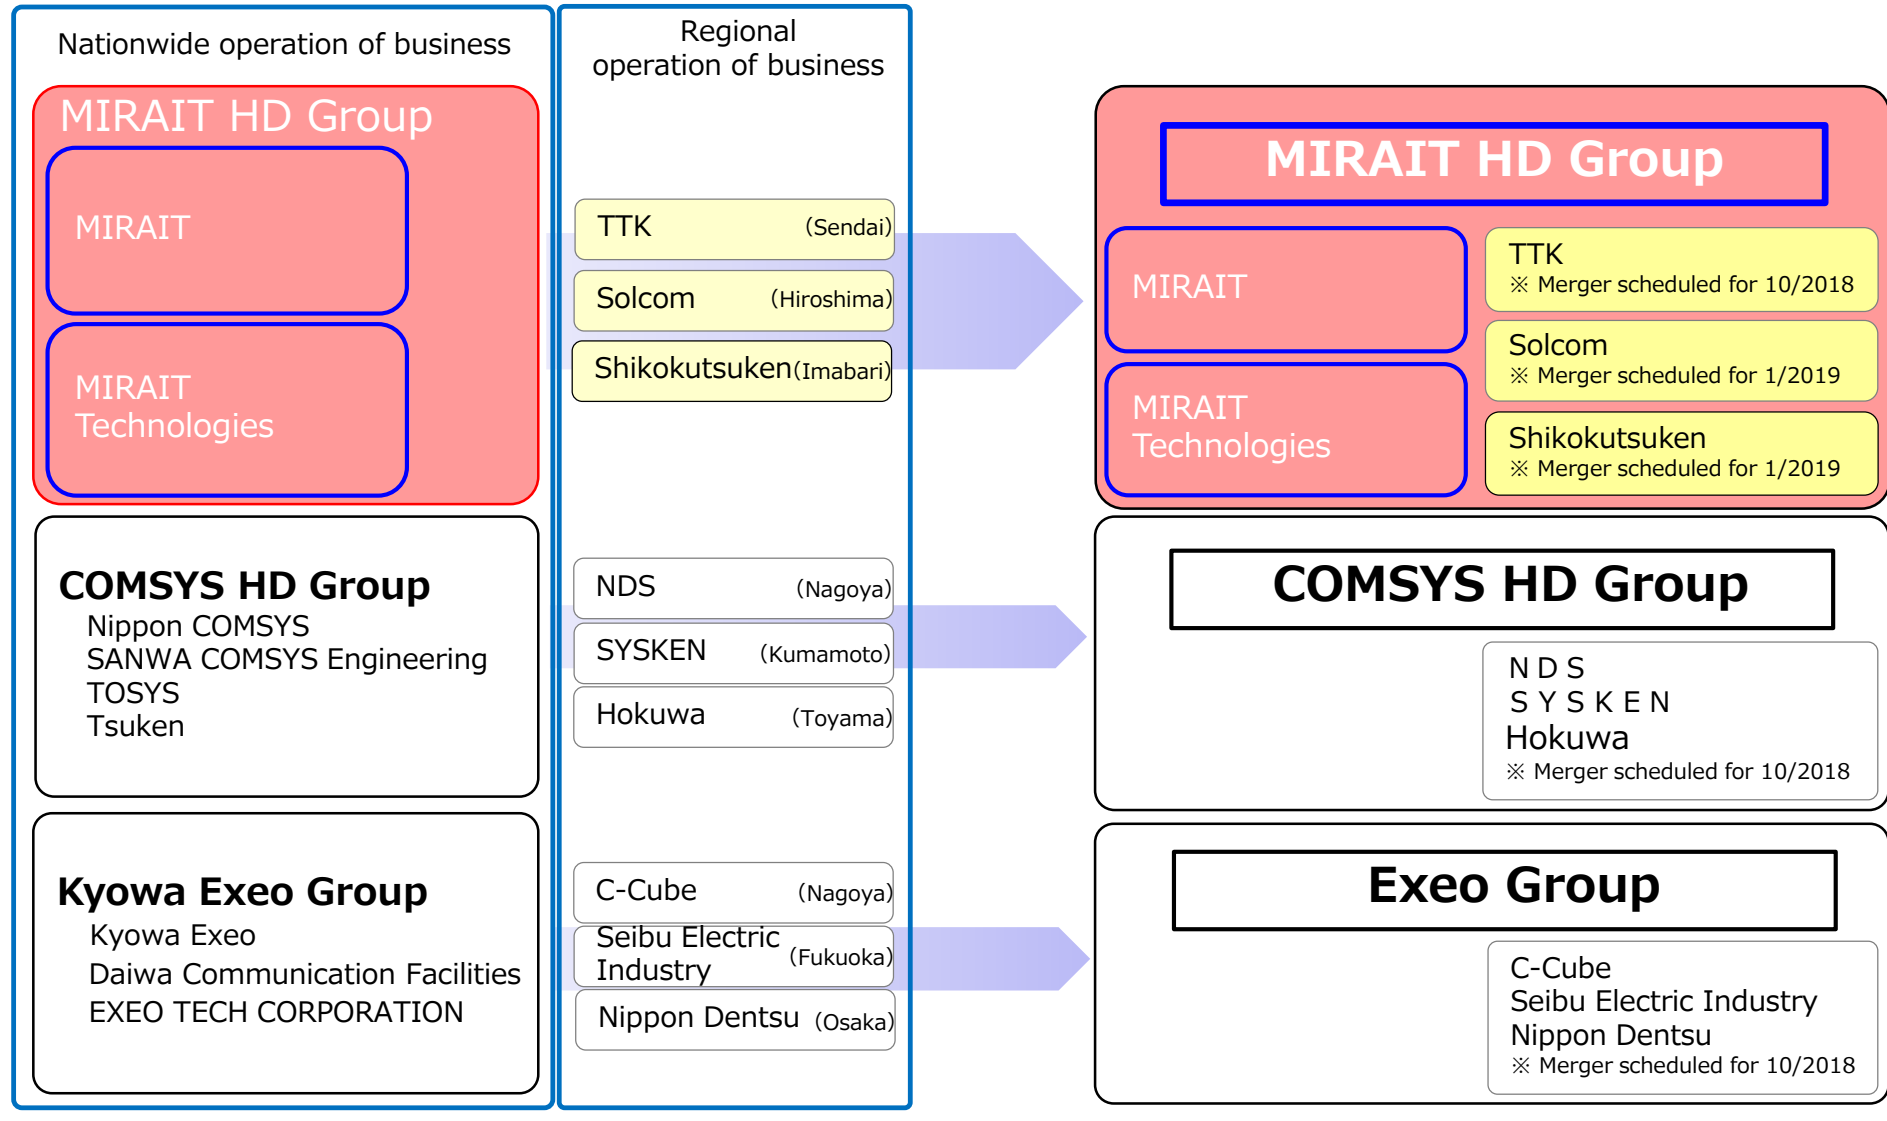 Nationwide operation of business
MIRAIT HD Group
MIRAIT
MIRAIT
Technologies
COMSYS HD Group
Nippon COMSYS
SANWA COMSYS Engineering
TOSYS
Tsuken
Kyowa Exeo Group
Kyowa Exeo
Daiwa Communication Facilities
EXEO TECH CORPORATION
Regional
operation of business
TTK (Sendai)
Solcom (Hiroshima)
Shikokutsuken(Imabari)
NDS (Nagoya)
SYSKEN (Kumamoto)
Hokuwa (Toyama)
C-Cube (Nagoya)
Seibu Electric
Industry (Fukuoka)
Nippon Dentsu (Osaka)
MIRAIT HD Group
MIRAIT
MIRAIT
Technologies
TTK
※ Merger scheduled for 10/2018
Solcom
※ Merger scheduled for 1/2019
Shikokutsuken
※ Merger scheduled for 1/2019
COMSYS HD Group
N D S
S Y S K E N
Hokuwa
※ Merger scheduled for 10/2018
Exeo Group
C-Cube
Seibu Electric Industry
Nippon Dentsu
※ Merger scheduled for 10/2018